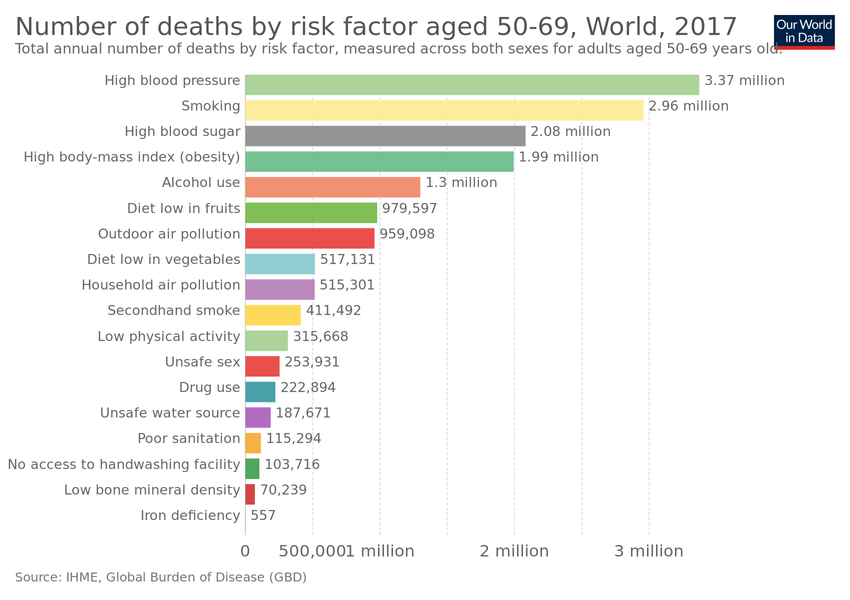 Number of deaths by risk factor aged 50-69, World, 2017
Our World
in Data
Total annual number of deaths by risk factor, measured across both sexes for adults aged 50-69 years old.
High blood pressure 3.37 million
Smoking 2.96 million
High blood sugar 2.08 million
High body-mass index (obesity) 1.99 million
Alcohol use 1.3 million
Diet low in fruits 979,597
Outdoor air pollution 959,098
Diet low in vegetables 517,131
Household air pollution 515,301
Secondhand smoke 411,492
Low physical activity 315,668
Unsafe sex 253,931
Drug use 222,894
Unsafe water source 187,671
Poor sanitation 115,294
No access to handwashing facility 103,716
Low bone mineral density 70,239
Iron deficiency 557
0 500,000 1 million 2 million 3 million
Source: IHME, Global Burden of Disease (GBD)